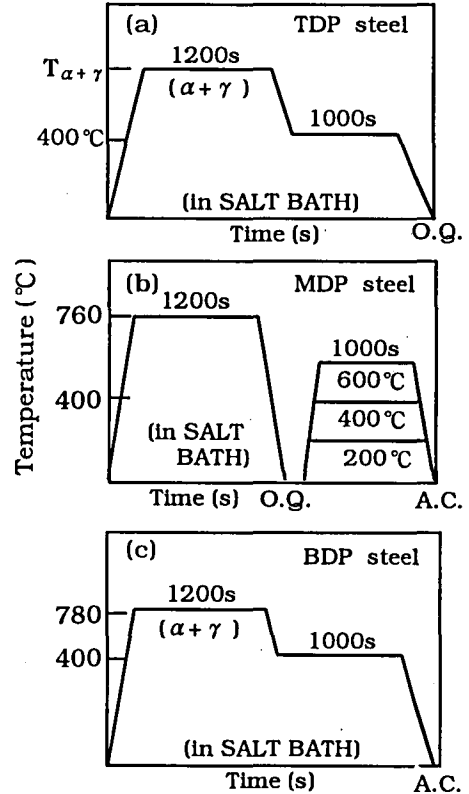 (a) TDP steel
1200s
Tα+γ
(α+γ)
1000s
400℃
(in SALT BATH)
Time (s)
O.Q.
Temperature (℃)
(b) MDP steel
1200s
760
1000s
600℃
400
400℃
(in SALT
BATH)
200℃
Time (s) O.Q. A.C.
(c) BDP steel
1200s
780
(α+γ)
1000s
400
(in SALT BATH)
Time (s) A.C.